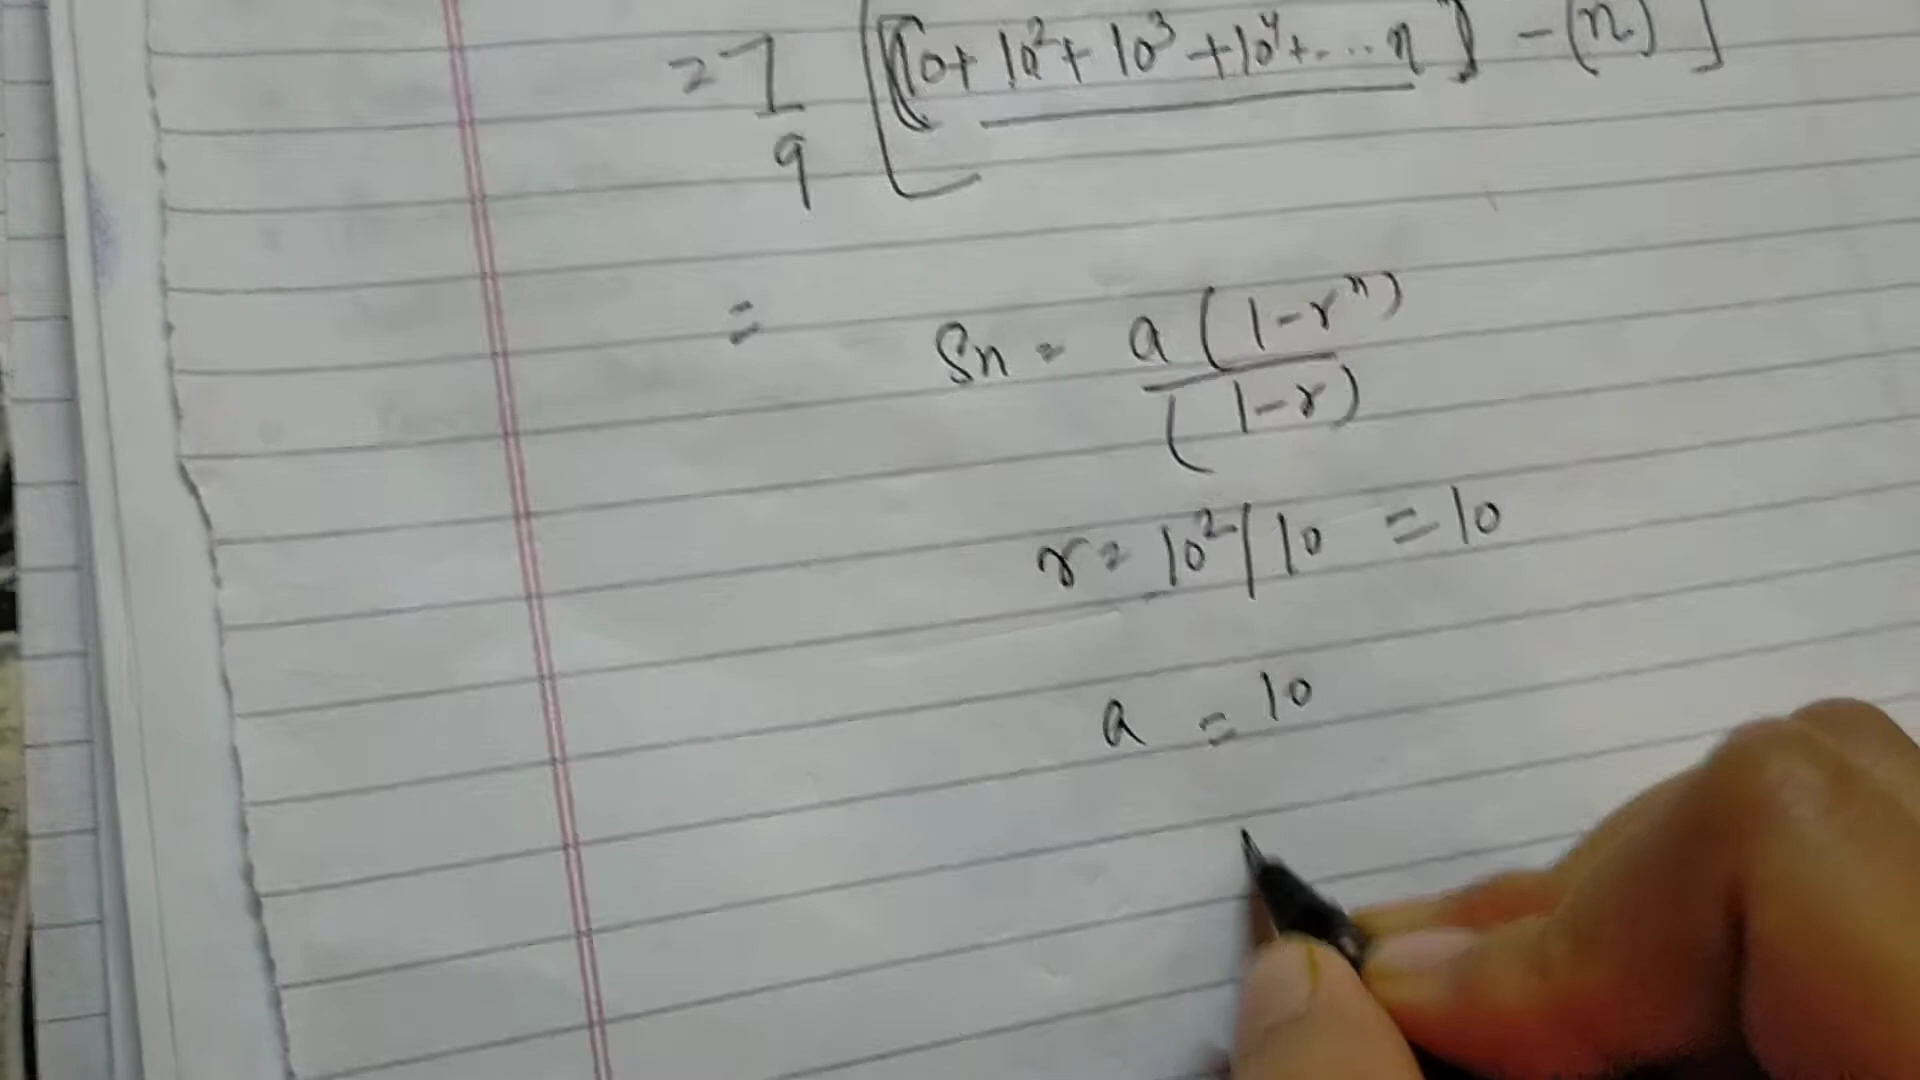 = 7/9 [(10+ 10²+ 10³ +10⁴+... n) - (n)]
= Sn = a(1-rⁿ)/(1-r)
r = 10²/10 = 10
a = 10